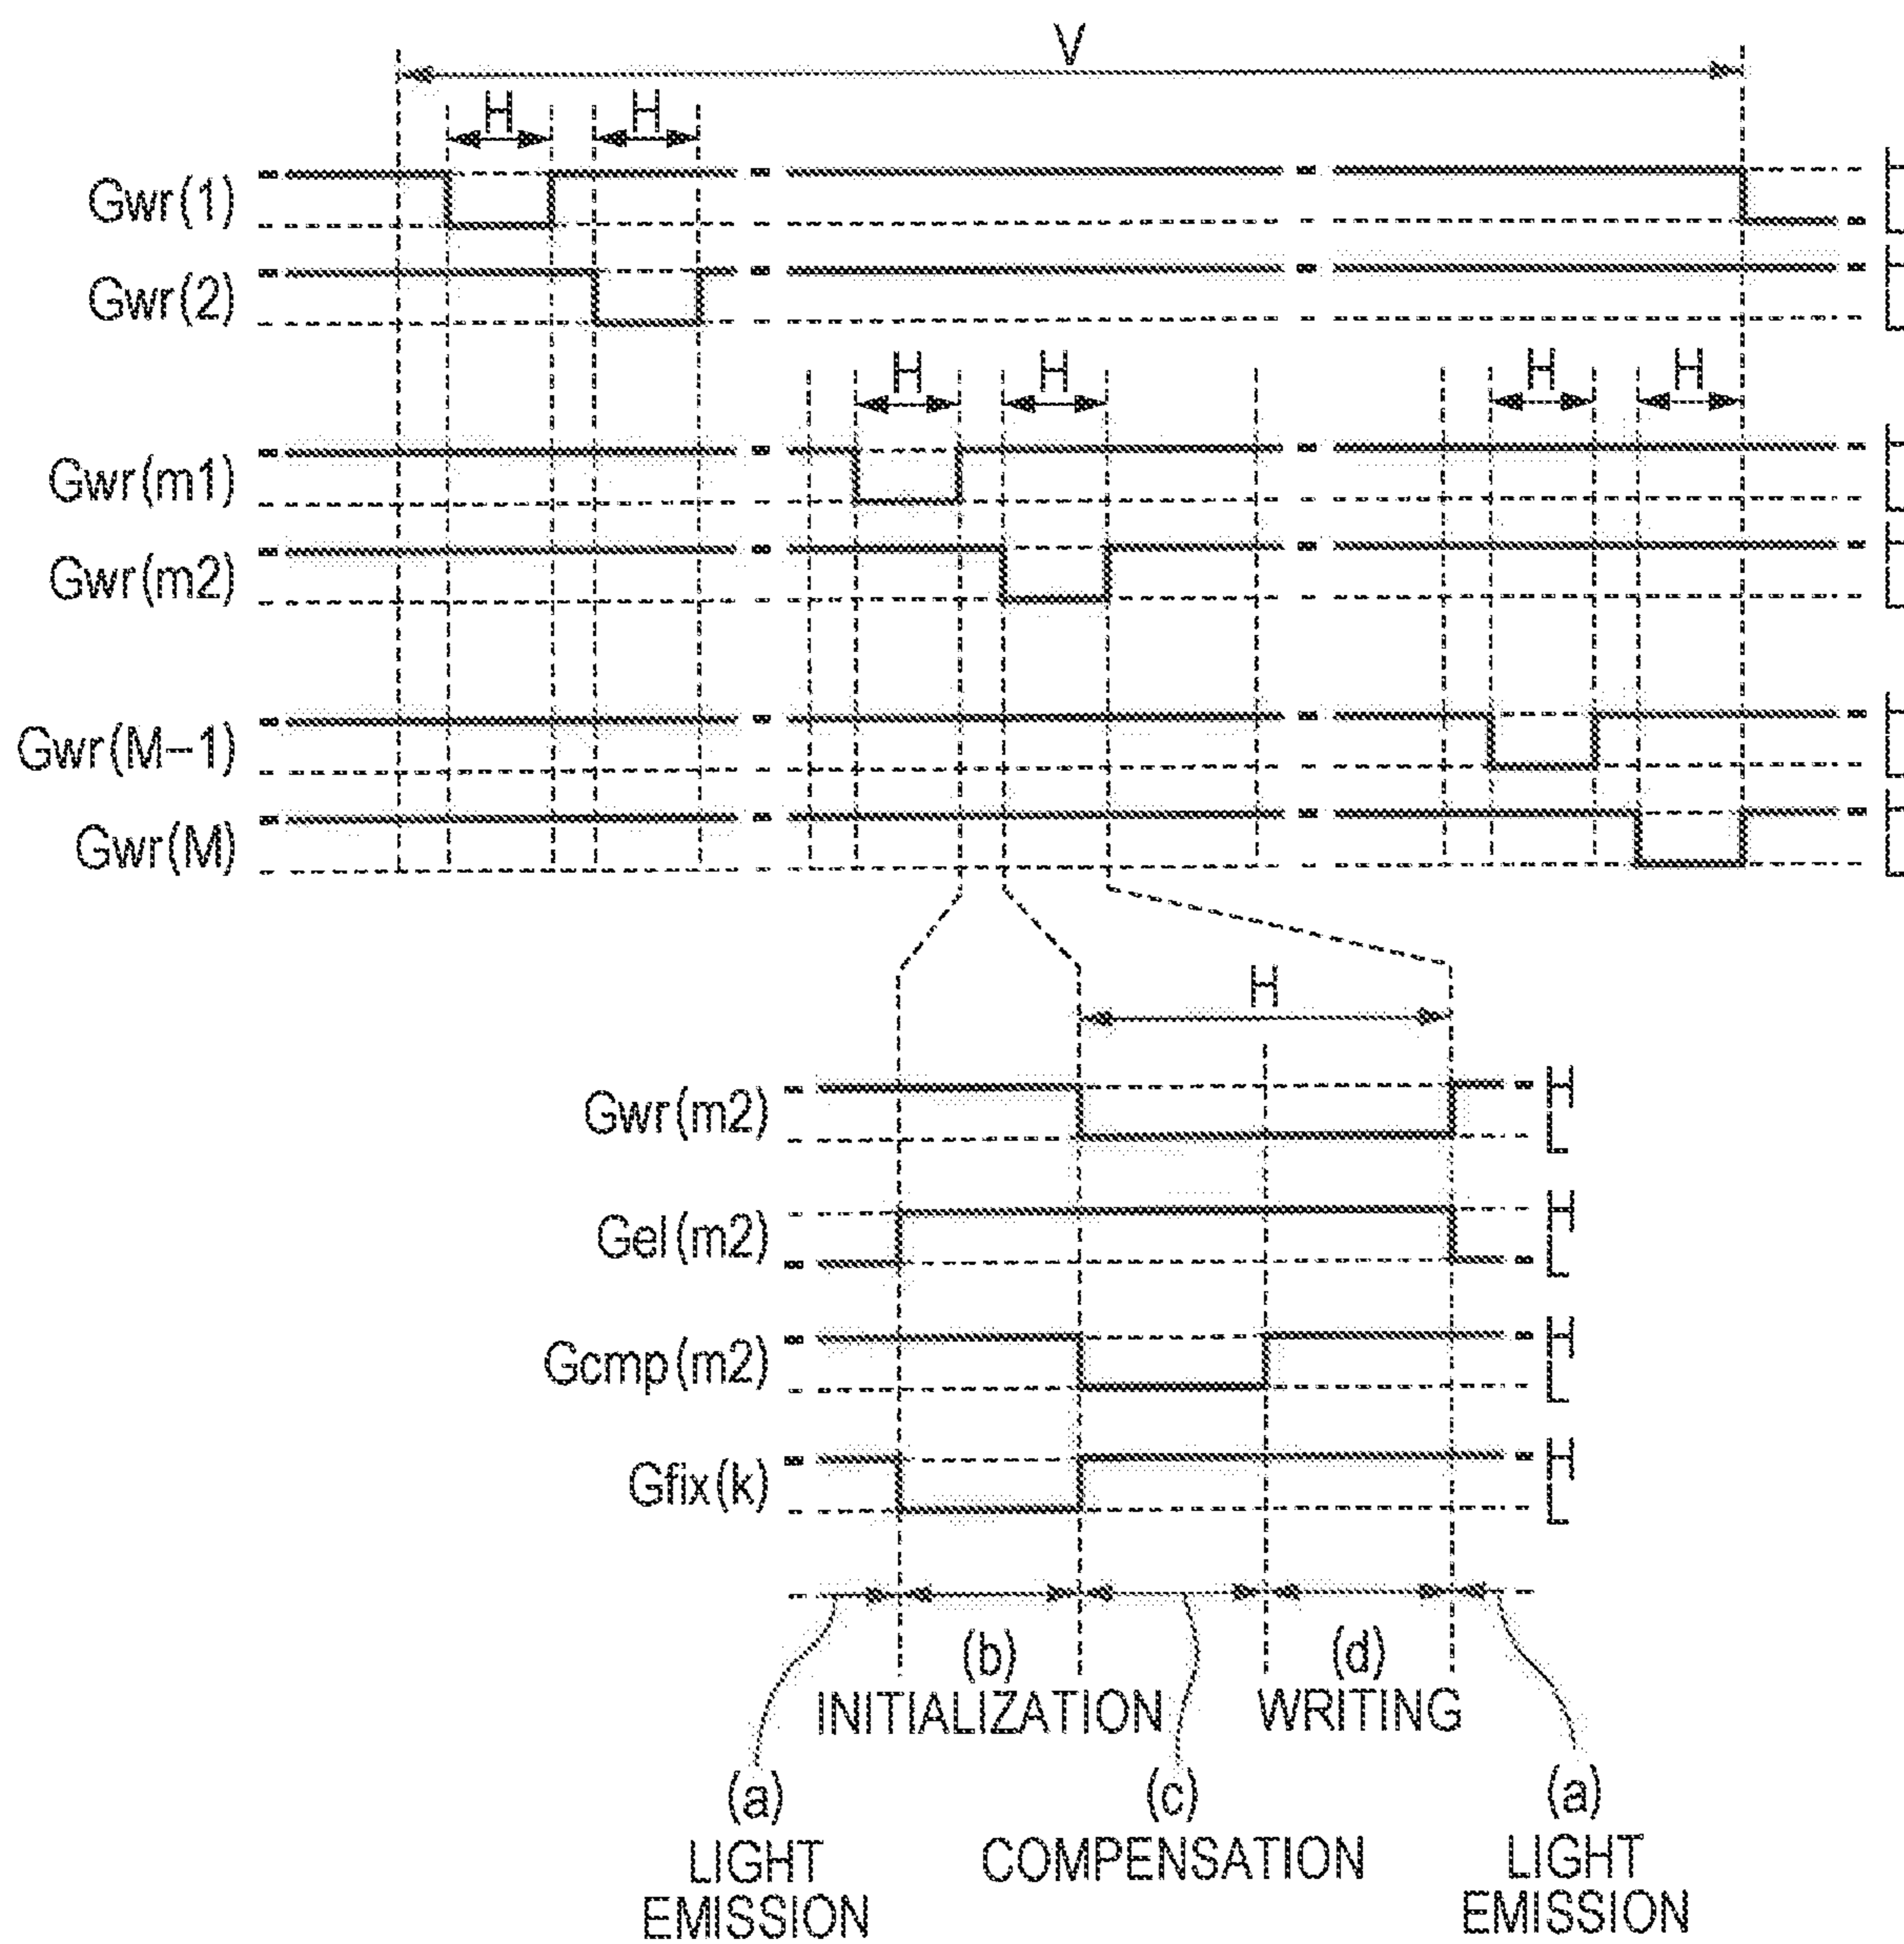 V
H H
Gwr(1)
Gwr(2)
H H H H
Gwr(m1)
Gwr(m2)
Gwr(M-1)
Gwr(M)
H
Gwr(m2) H
L
Gel(m2) H
L
Gcmp(m2) H
L
Gfix(k) H
L
(b) (d)
INITIALIZATION WRITING
(a) (c) (a)
LIGHT COMPENSATION LIGHT
EMISSION EMISSION